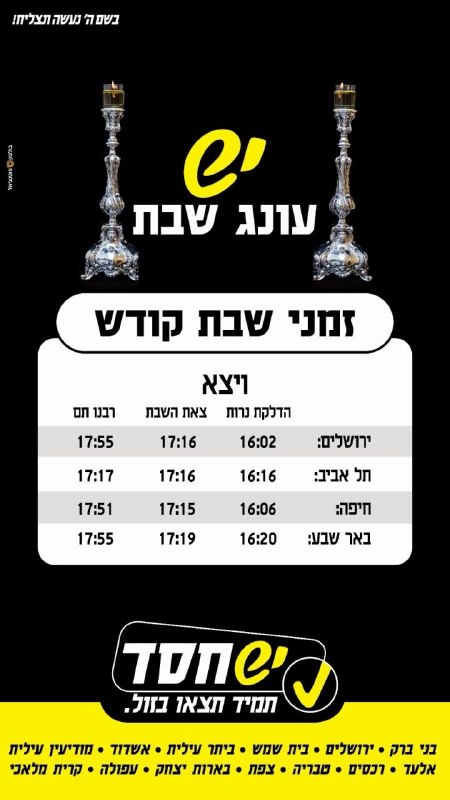 בשם ה' נעשה ונצליח!
יש
עונג שבת
זמני שבת קודש
ויצא
הדלקת נרות צאת השבת רבנו תם
ירושלים: 16:02 17:16 17:55
תל אביב: 16:16 17:16 17:17
חיפה: 16:06 17:15 17:51
באר שבע: 16:20 17:19 17:55
יש חסד
תמיד תצאו בזול.
בני ברק • ירושלים • בית שמש • ביתר עילית • אשדוד • מודיעין עילית
אלעד • רכסים • טבריה • צפת • בארות יצחק • עפולה • קרית מלאכי